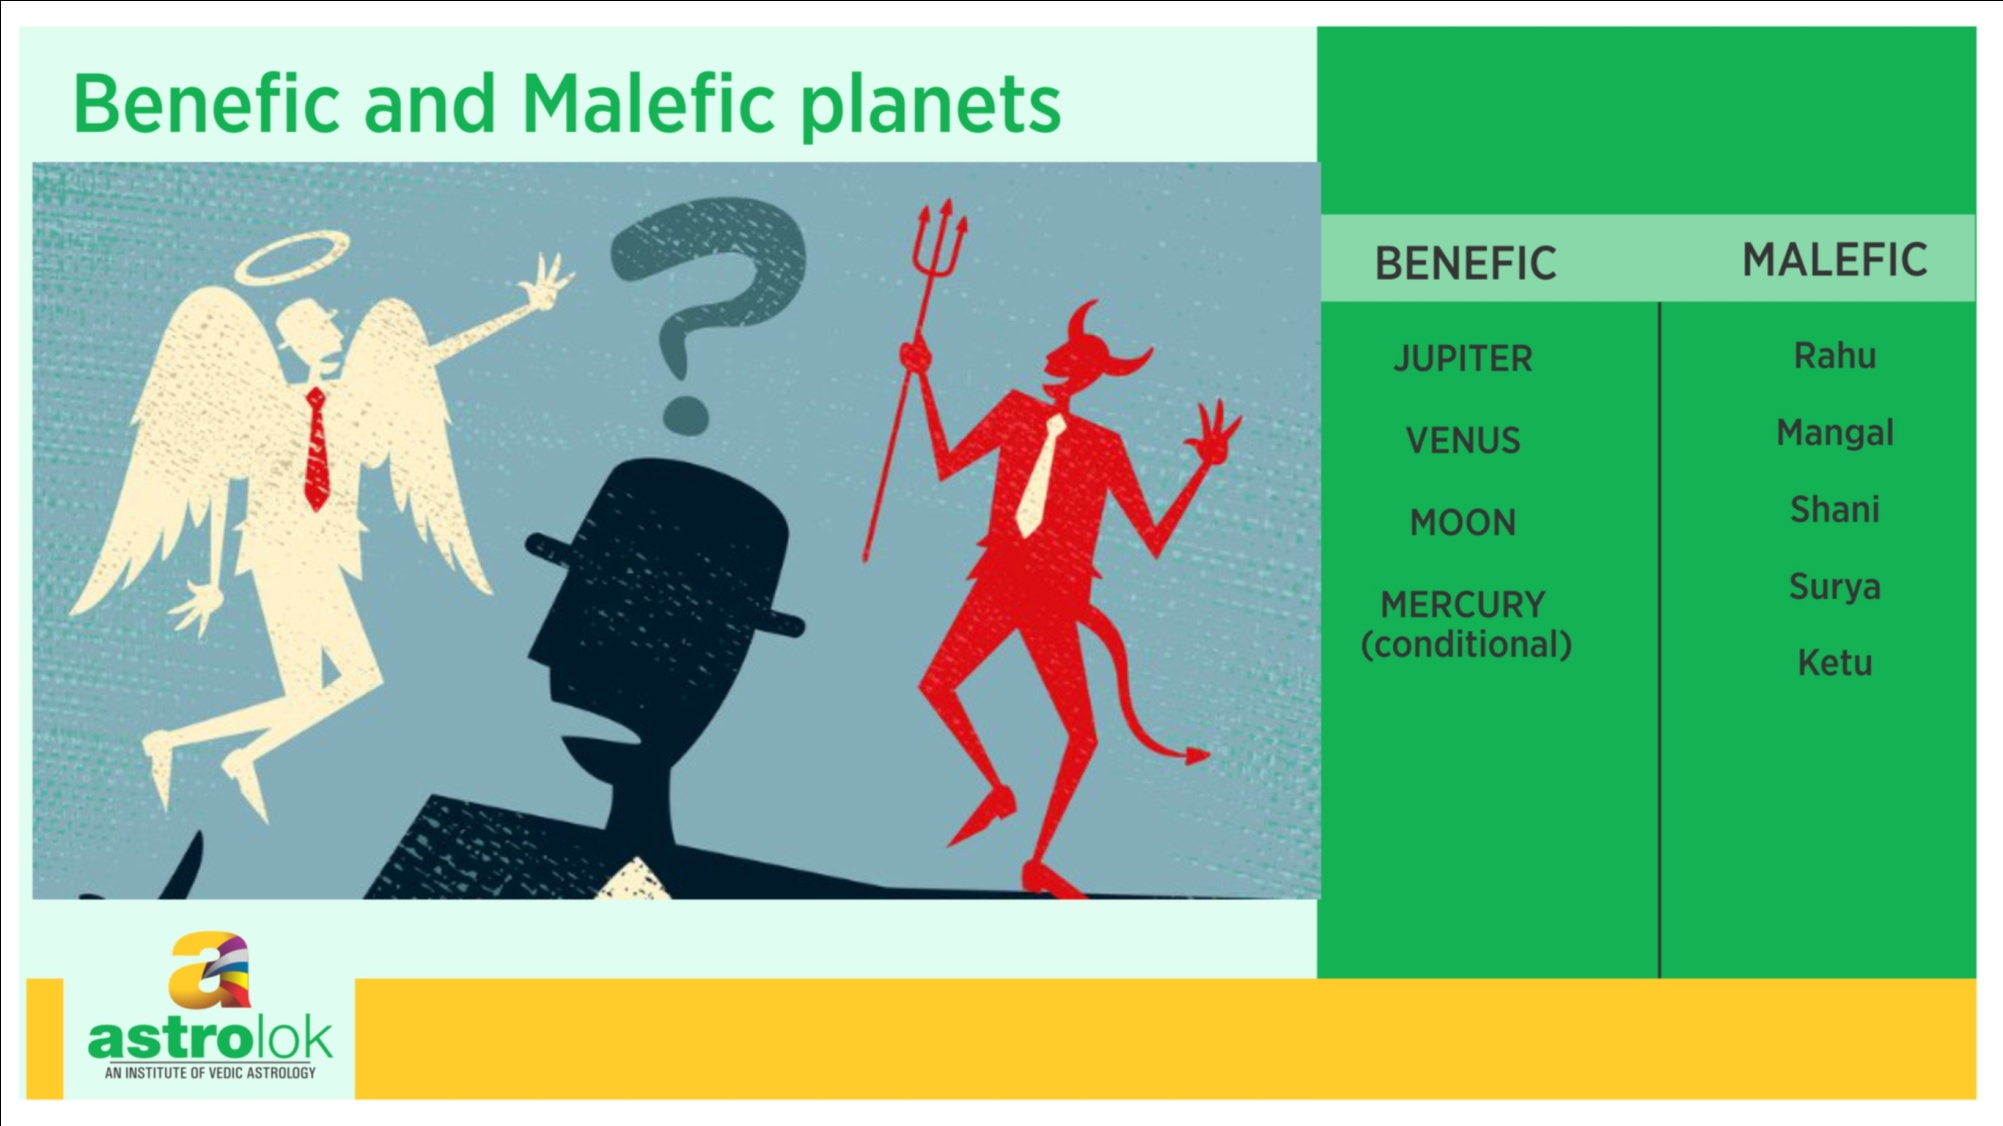 Benefic and Malefic planets
BENEFIC
MALEFIC
JUPITER
VENUS
MOON
MERCURY
(conditional)
Rahu
Mangal
Shani
Surya
Ketu
a
astrolok
AN INSTITUTE OF VEDIC ASTROLOGY